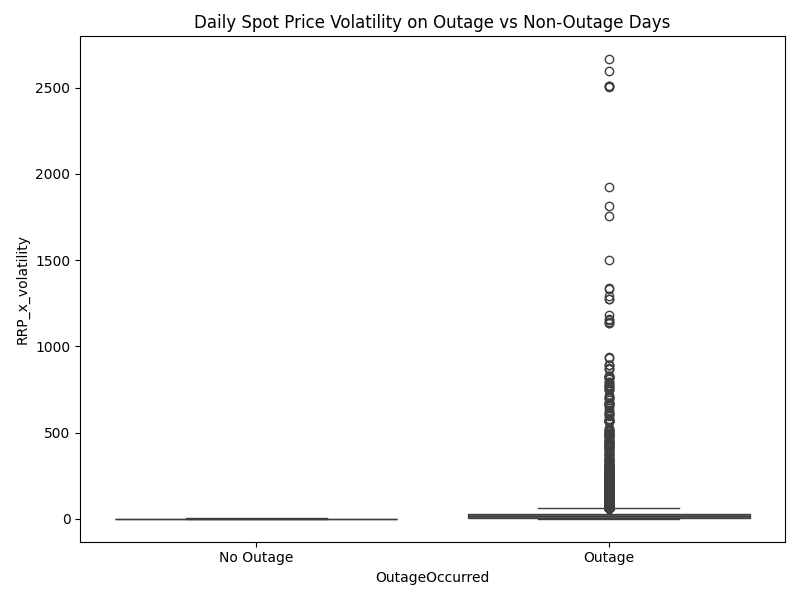 Daily Spot Price Volatility on Outage vs Non-Outage Days
RRP_x_volatility
2500
2000
1500
1000
500
0
No Outage
Outage
OutageOccurred